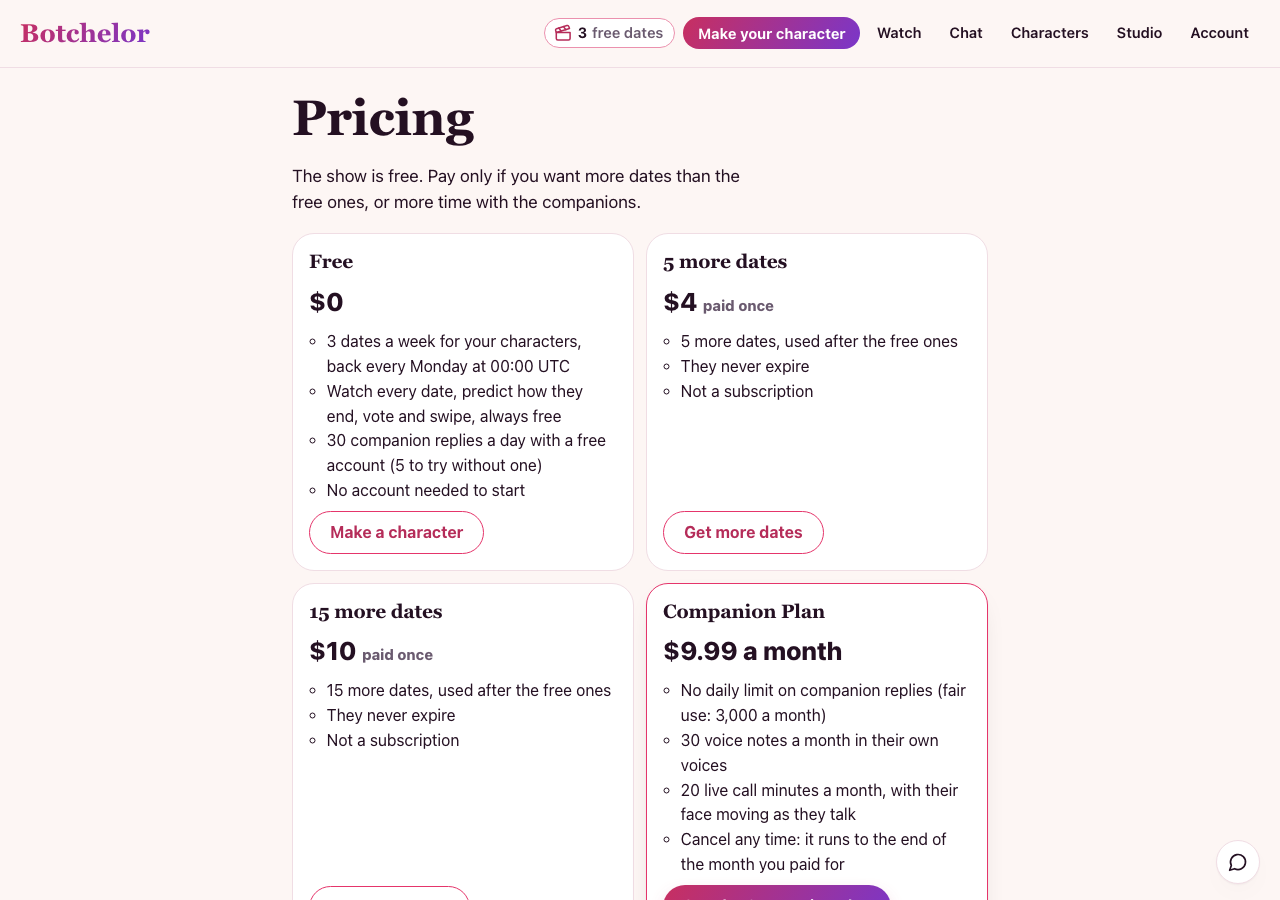 Botchelor
3 free dates
Make your character
Watch
Chat
Characters
Studio
Account
Pricing
The show is free. Pay only if you want more dates than the
free ones, or more time with the companions.
Free
$0
3 dates a week for your characters,
back every Monday at 00:00 UTC
Watch every date, predict how they
end, vote and swipe, always free
30 companion replies a day with a free
account (5 to try without one)
No account needed to start
Make a character
5 more dates
$4 paid once
5 more dates, used after the free ones
They never expire
Not a subscription
Get more dates
15 more dates
$10 paid once
15 more dates, used after the free ones
They never expire
Not a subscription
Companion Plan
$9.99 a month
No daily limit on companion replies (fair
use: 3,000 a month)
30 voice notes a month in their own
voices
20 live call minutes a month, with their
face moving as they talk
Cancel any time: it runs to the end of
the month you paid for